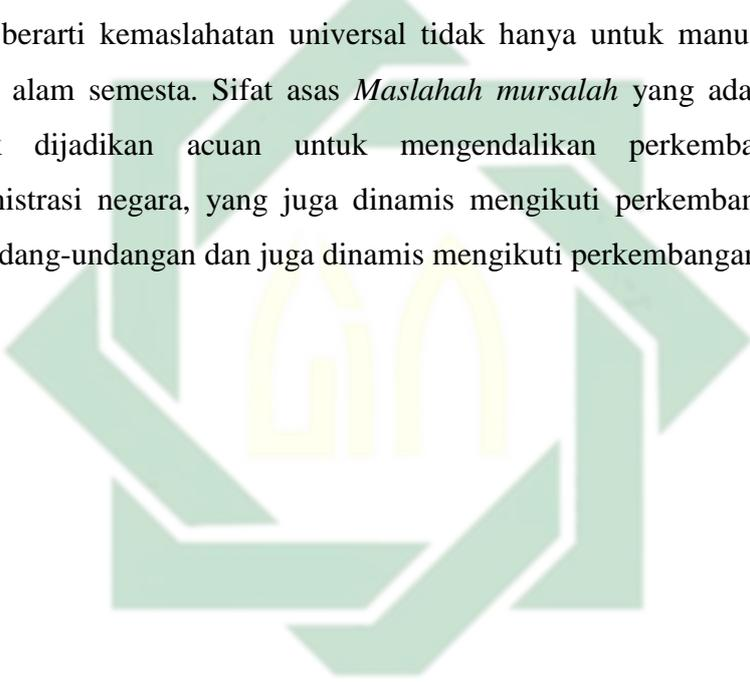 berarti kemaslahatan universal tidak hanya untuk manu
alam semesta. Sifat asas Maslahah mursalah yang ada
dijadikan acuan untuk mengendalikan perkemba
nistrasi negara, yang juga dinamis mengikuti perkemban
dang-undangan dan juga dinamis mengikuti perkembangan